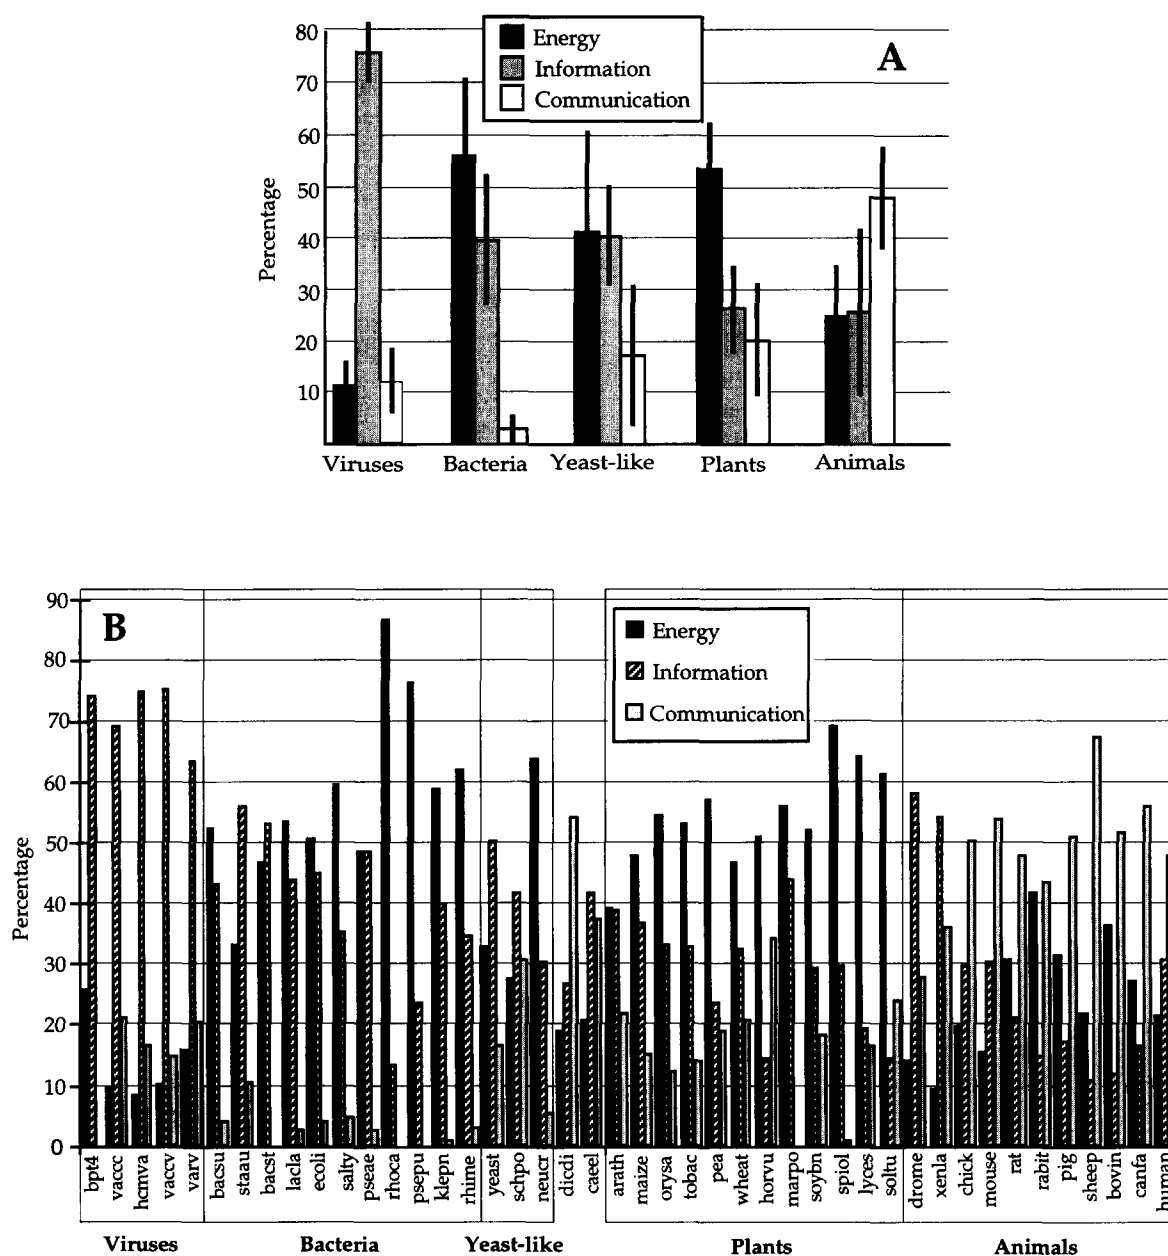 80
70
60
50
40
30
20
10
Percentage
Energy
Information
Communication
A
Viruses Bacteria Yeast-like Plants Animals
90
80
70
60
50
40
30
20
10
0
Percentage
B
Energy
Information
Communication
bpt4 vaccc hcmva vaccv varv bacsu staau bacst lacla ecoli salty pseae rhoca psepu klepn rhime yeast schpo neucr dicdi caeel arath maize orysa tobac pea wheat horvu marpo soybn spiol lyces soltu drome xenla chick mouse rat rabit pig sheep bovin canfa human
Viruses Bacteria Yeast-like Plants Animals